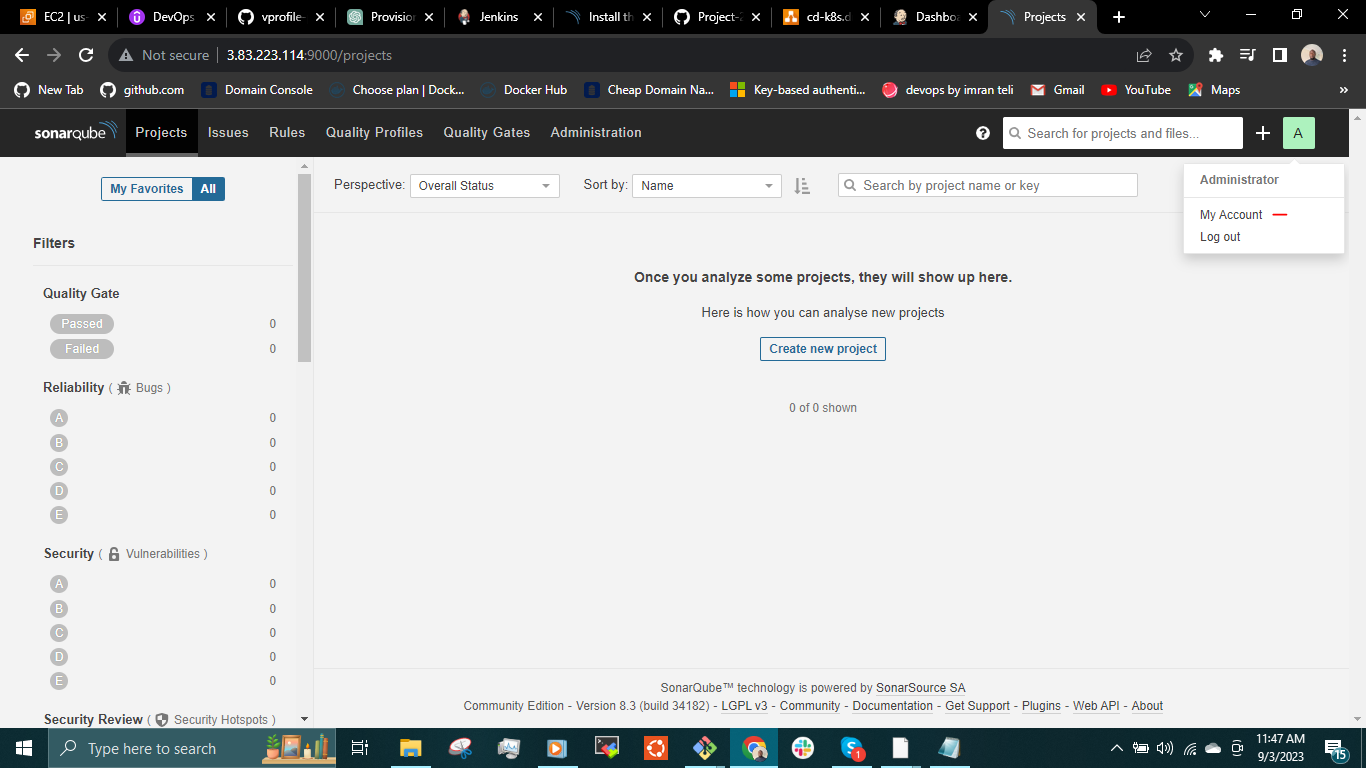 EC2 | us-
DevOps
vprofile-
Provision
Jenkins
Install th
Project-
cd-k8s.d
Dashboa
Projects
Not secure
3.83.223.114:9000/projects
New Tab
github.com
Domain Console
Choose plan | Dock...
Docker Hub
Cheap Domain Na...
Key-based authenti...
devops by imran teli
Gmail
YouTube
Maps
»
sonarqube
Projects
Issues
Rules
Quality Profiles
Quality Gates
Administration
Search for projects and files...
A
Administrator
My Account
Log out
My Favorites
All
Perspective:
Overall Status
Sort by:
Name
Search by project name or key
Filters
Quality Gate
Passed 0
Failed 0
Reliability ( Bugs )
A 0
B 0
C 0
D 0
E 0
Security ( Vulnerabilities )
A 0
B 0
C 0
D 0
E 0
Security Review ( Security Hotspots )
Once you analyze some projects, they will show up here.
Here is how you can analyse new projects
Create new project
0 of 0 shown
SonarQube™ technology is powered by SonarSource SA
Community Edition - Version 8.3 (build 34182) - LGPL v3 - Community - Documentation - Get Support - Plugins - Web API - About
Type here to search
1
11:47 AM
9/3/2023
15